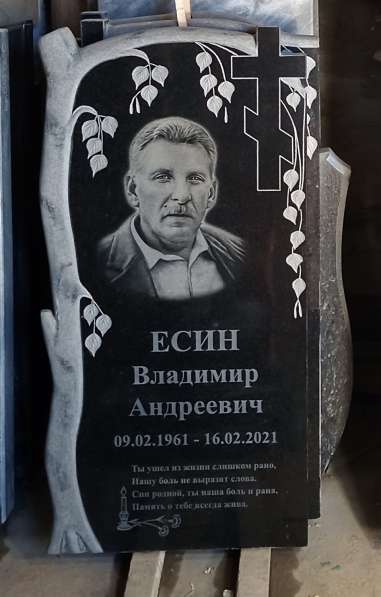 ЕСИН
Владимир
Андреевич
09.02.1961 - 16.02.2021
Ты ушел из жизни слишком рано,
Нашу боль не выразят слова.
Спи родной, ты наша боль и рана,
Память о тебе всегда жива.